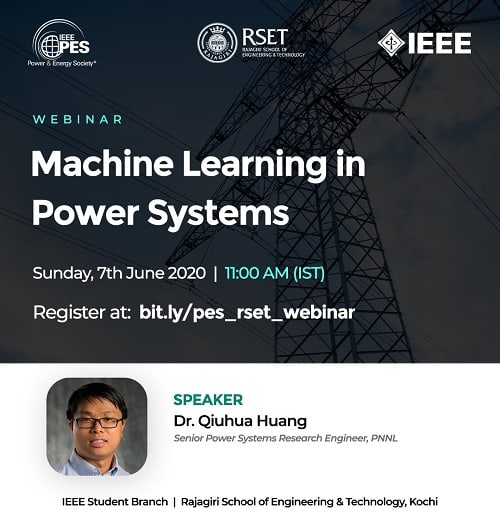 IEEE
PES
Power & Energy Society®
RSET
RAJAGIRI SCHOOL OF
ENGINEERING & TECHNOLOGY
IEEE
WEBINAR
Machine Learning in
Power Systems
Sunday, 7th June 2020 | 11:00 AM (IST)
Register at: bit.ly/pes_rset_webinar
SPEAKER
Dr. Qiuhua Huang
Senior Power Systems Research Engineer, PNNL
IEEE Student Branch | Rajagiri School of Engineering & Technology, Kochi